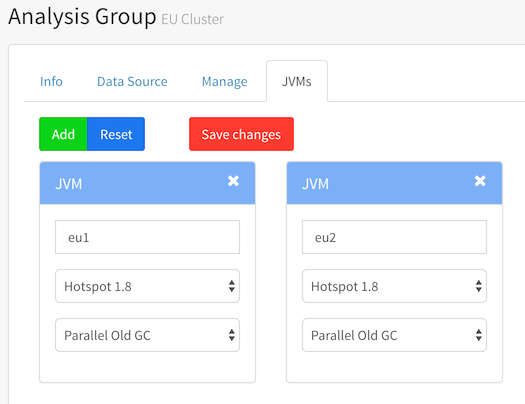 Analysis Group EU Cluster
Info Data Source Manage JVMs
Add Reset Save changes
JVM JVM
eu1 eu2
Hotspot 1.8 Hotspot 1.8
Parallel Old GC Parallel Old GC